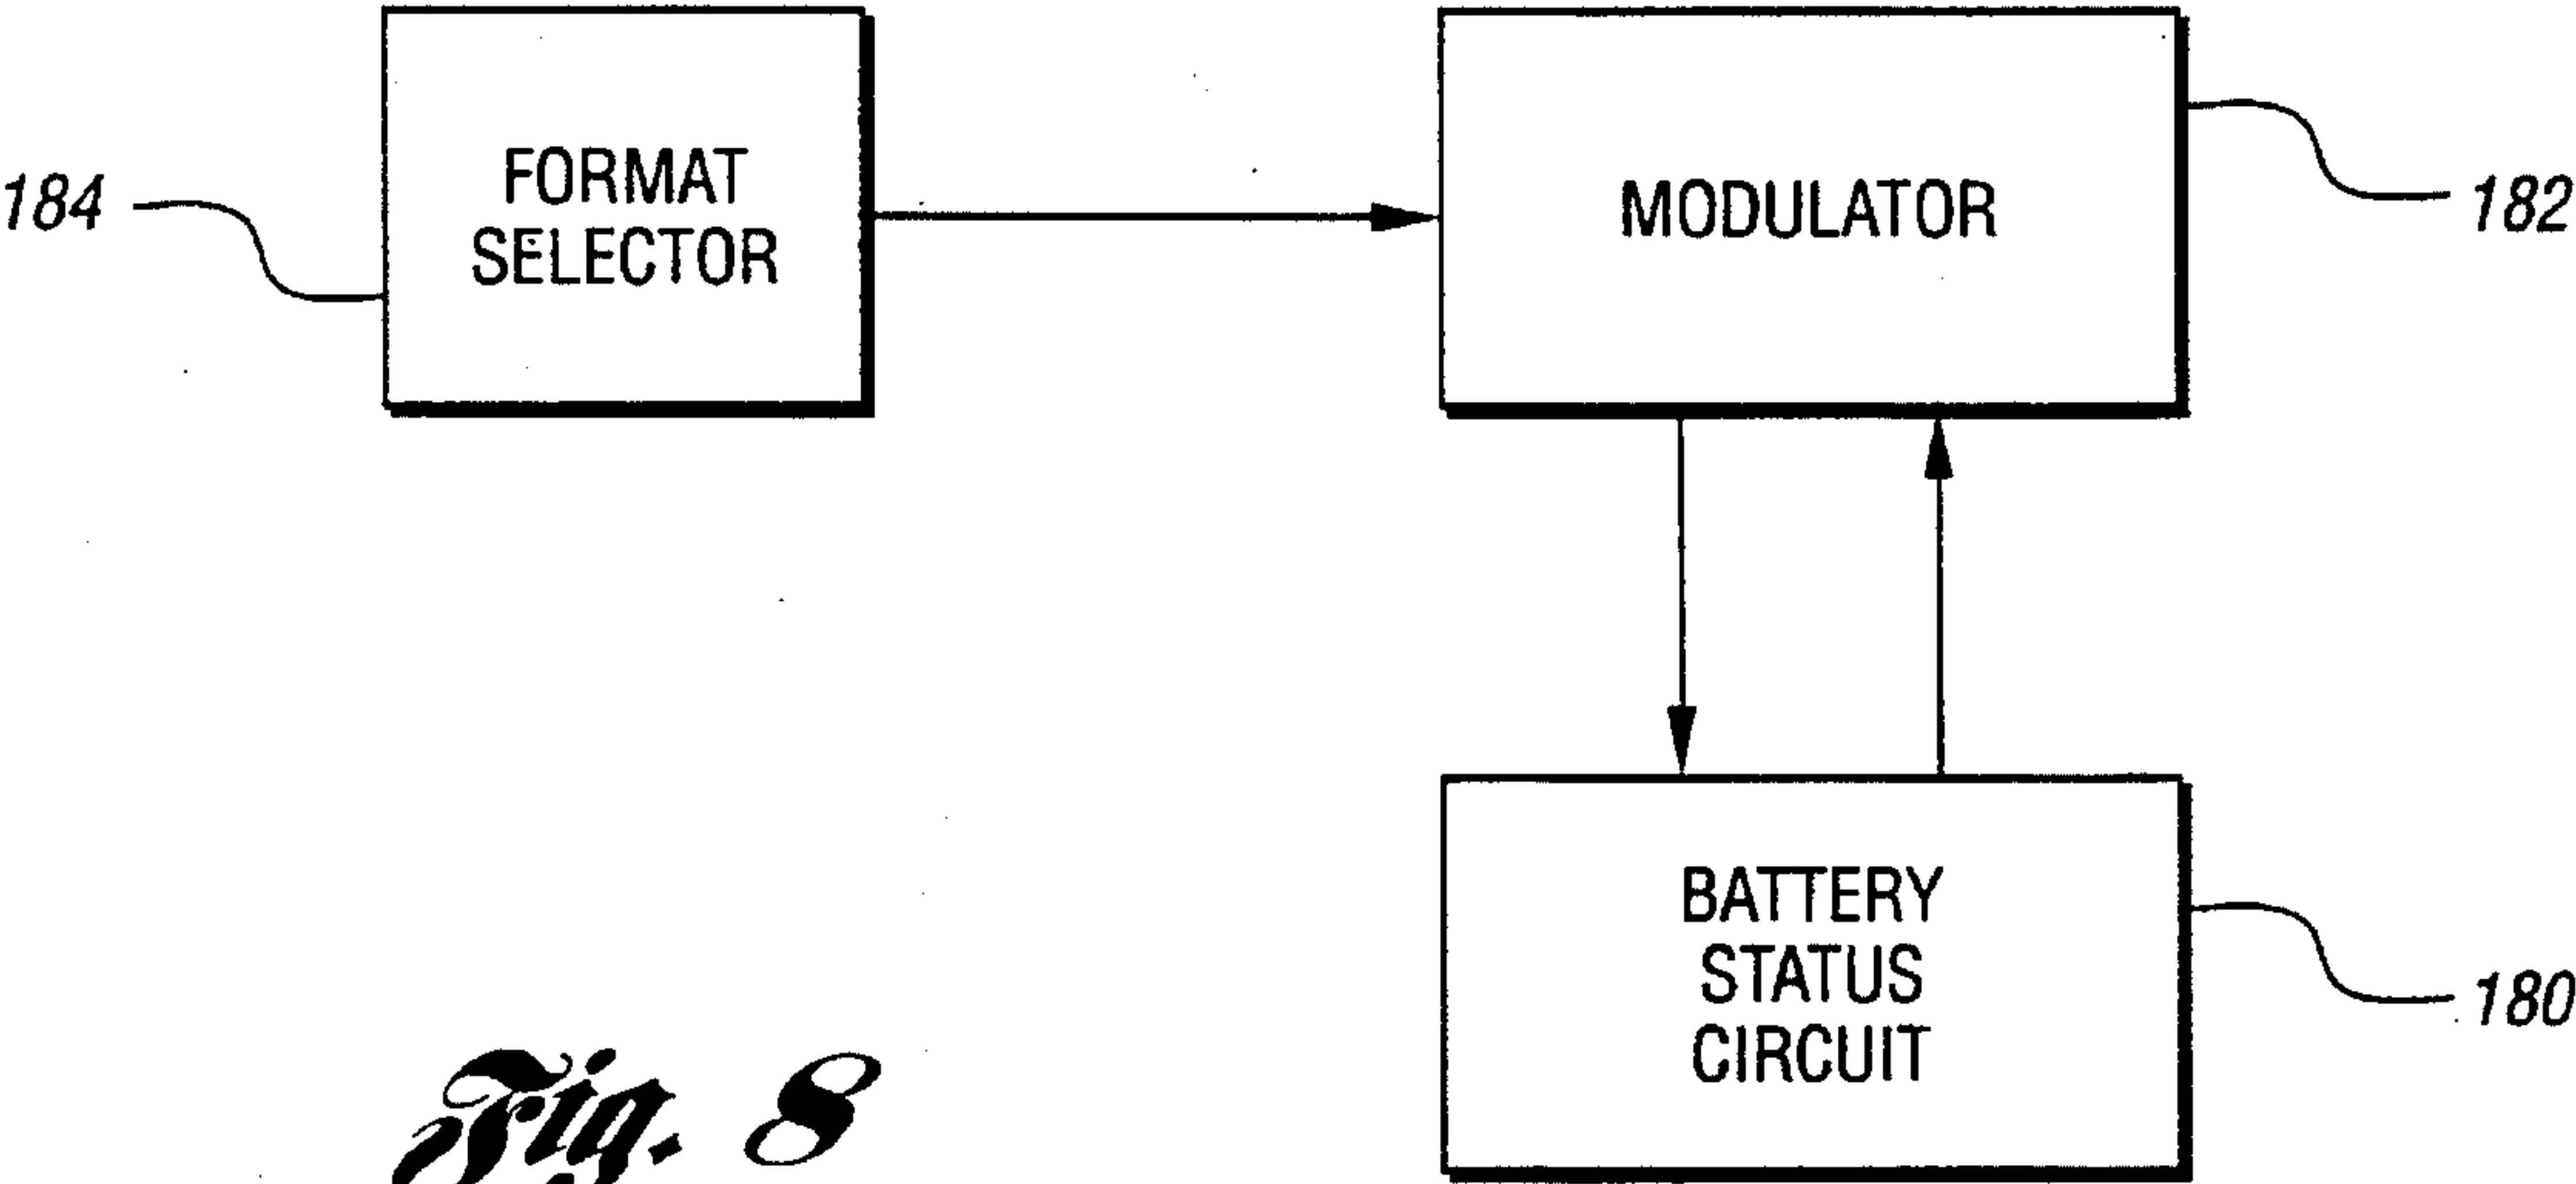 184
FORMAT
SELECTOR
MODULATOR
182
BATTERY
STATUS
CIRCUIT
180
Fig. 8